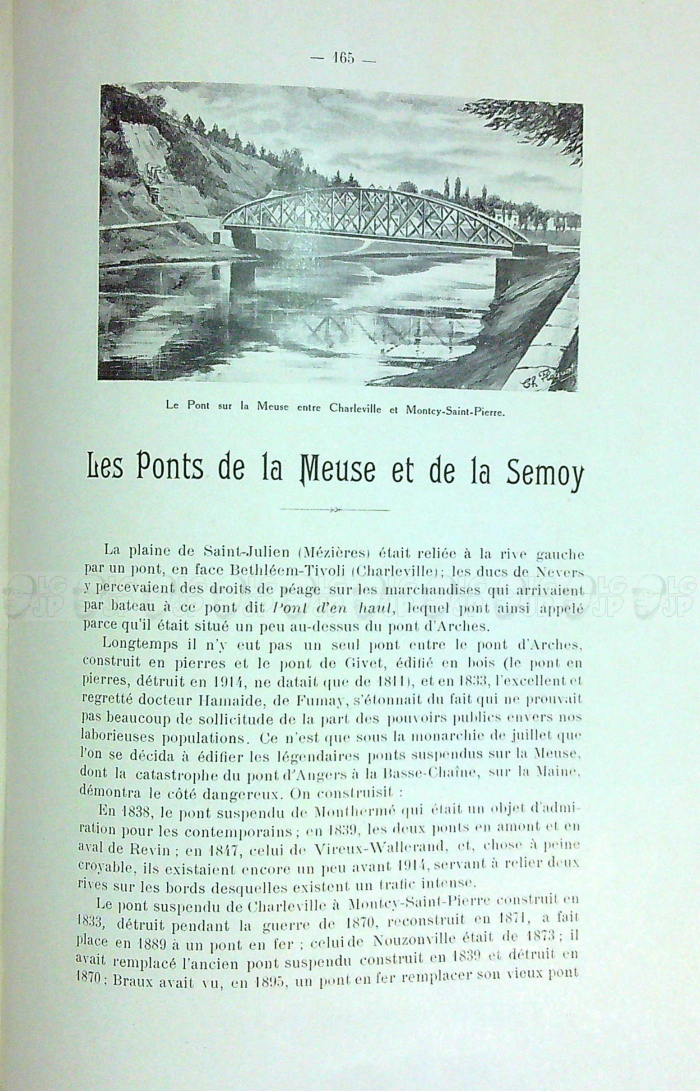 — 165 —
Le Pont sur la Meuse entre Charleville et Montcy-Saint-Pierre.
Les Ponts de la Meuse et de la Semoy
La plaine de Saint-Julien (Mézières) était reliée à la rive gauche
par un pont, en face Bethléem-Tivoli (Charleville); les ducs de Nevers
y percevaient des droits de péage sur les marchandises qui arrivaient
par bateau à ce pont dit Pont d'en haut, lequel pont ainsi appelé
parce qu'il était situé un peu au-dessus du pont d'Arches.
Longtemps il n'y eut pas un seul pont entre le pont d'Arches,
construit en pierres et le pont de Givet, édifié en bois (le pont en
pierres, détruit en 1914, ne datait que de 1811), et en 1833, l'excellent et
regretté docteur Hamaide, de Fumay, s'étonnait du fait qui ne prouvait
pas beaucoup de sollicitude de la part des pouvoirs publics envers nos
laborieuses populations. Ce n'est que sous la monarchie de juillet que
l'on se décida à édifier les légendaires ponts suspendus sur la Meuse,
dont la catastrophe du pont d'Angers à la Basse-Chaîne, sur la Maine,
démontra le côté dangereux. On construisit :
En 1838, le pont suspendu de Monthermé qui était un objet d'admi-
ration pour les contemporains ; en 1839, les deux ponts en amont et en
aval de Revin ; en 1847, celui de Vireux-Wallerand, et, chose à peine
croyable, ils existaient encore un peu avant 1914, servant à relier deux
rives sur les bords desquelles existent un trafic intense.
Le pont suspendu de Charleville à Montcy-Saint-Pierre construit en
1833, détruit pendant la guerre de 1870, reconstruit en 1871, a fait
place en 1889 à un pont en fer ; celui de Nouzonville était de 1873 ; il
avait remplacé l'ancien pont suspendu construit en 1839 et détruit en
1870 ; Braux avait vu, en 1895, un pont en fer remplacer son vieux pont